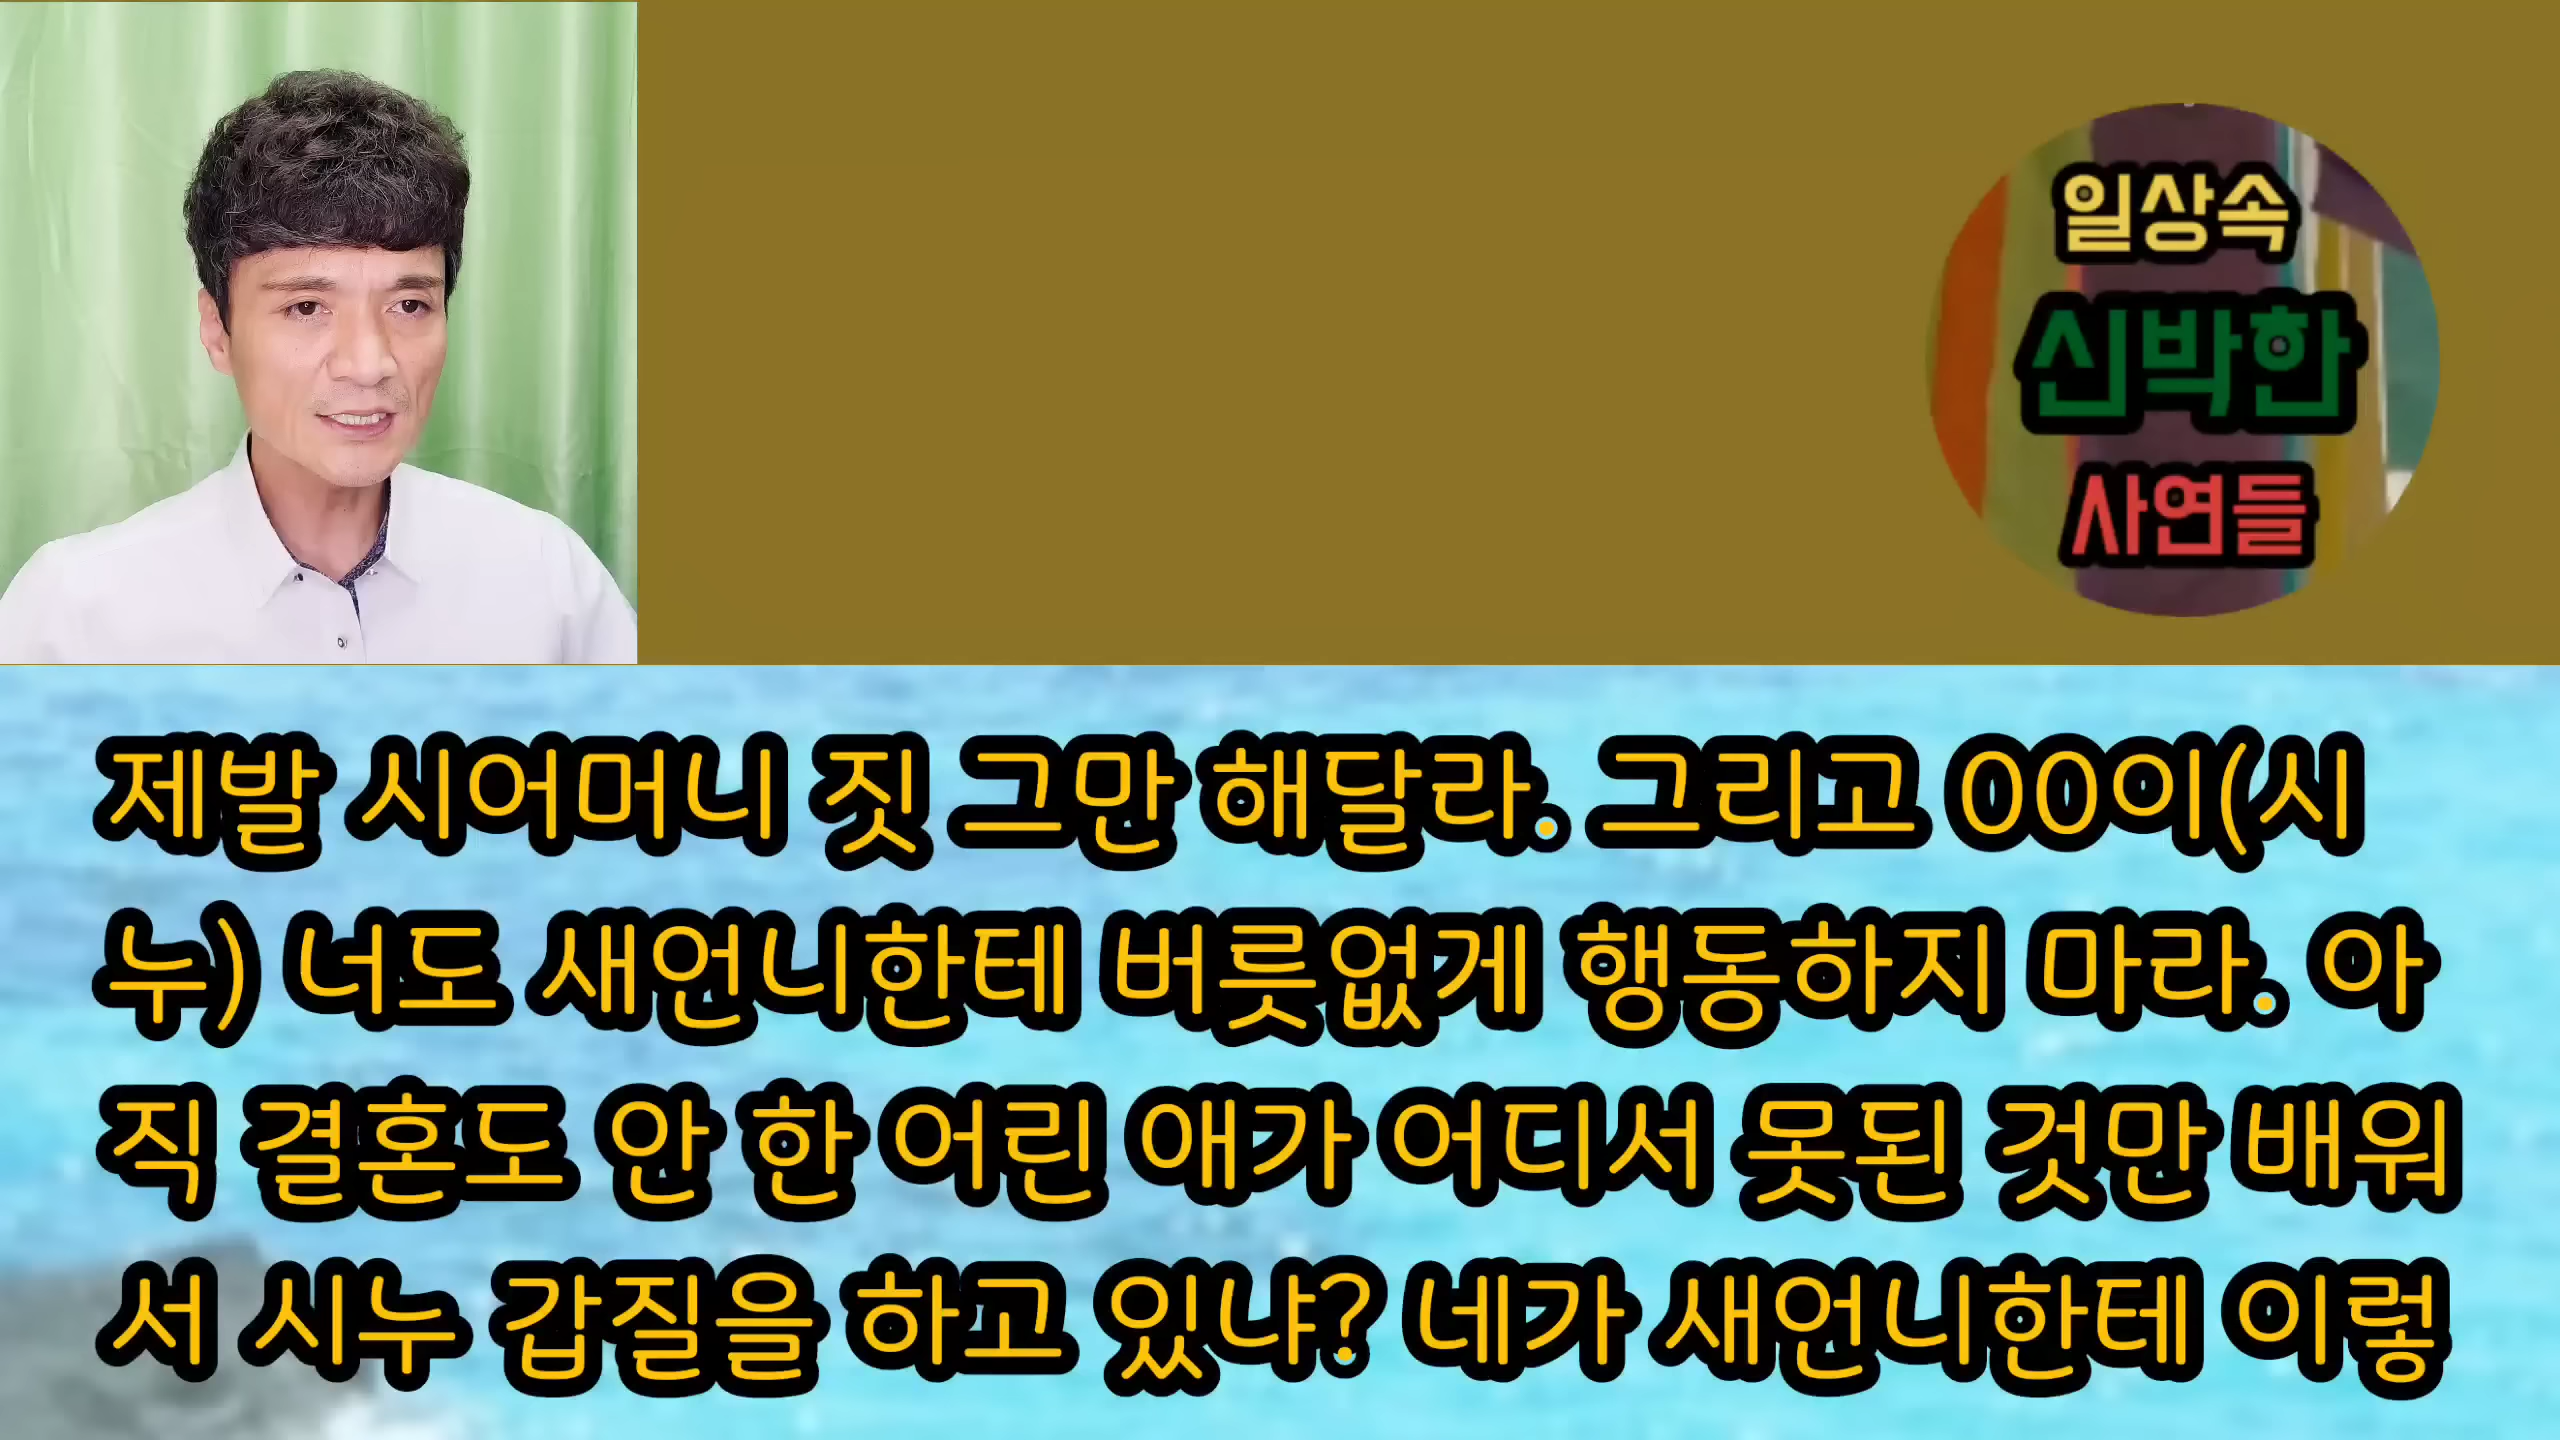 일상속
신박한
사연들
제발 시어머니 짓 그만 해달라. 그리고 00이(시
누) 너도 새언니한테 버릇없게 행동하지 마라. 아
직 결혼도 안 한 어린 애가 어디서 못된 것만 배워
서 시누 갑질을 하고 있냐? 네가 새언니한테 이렇